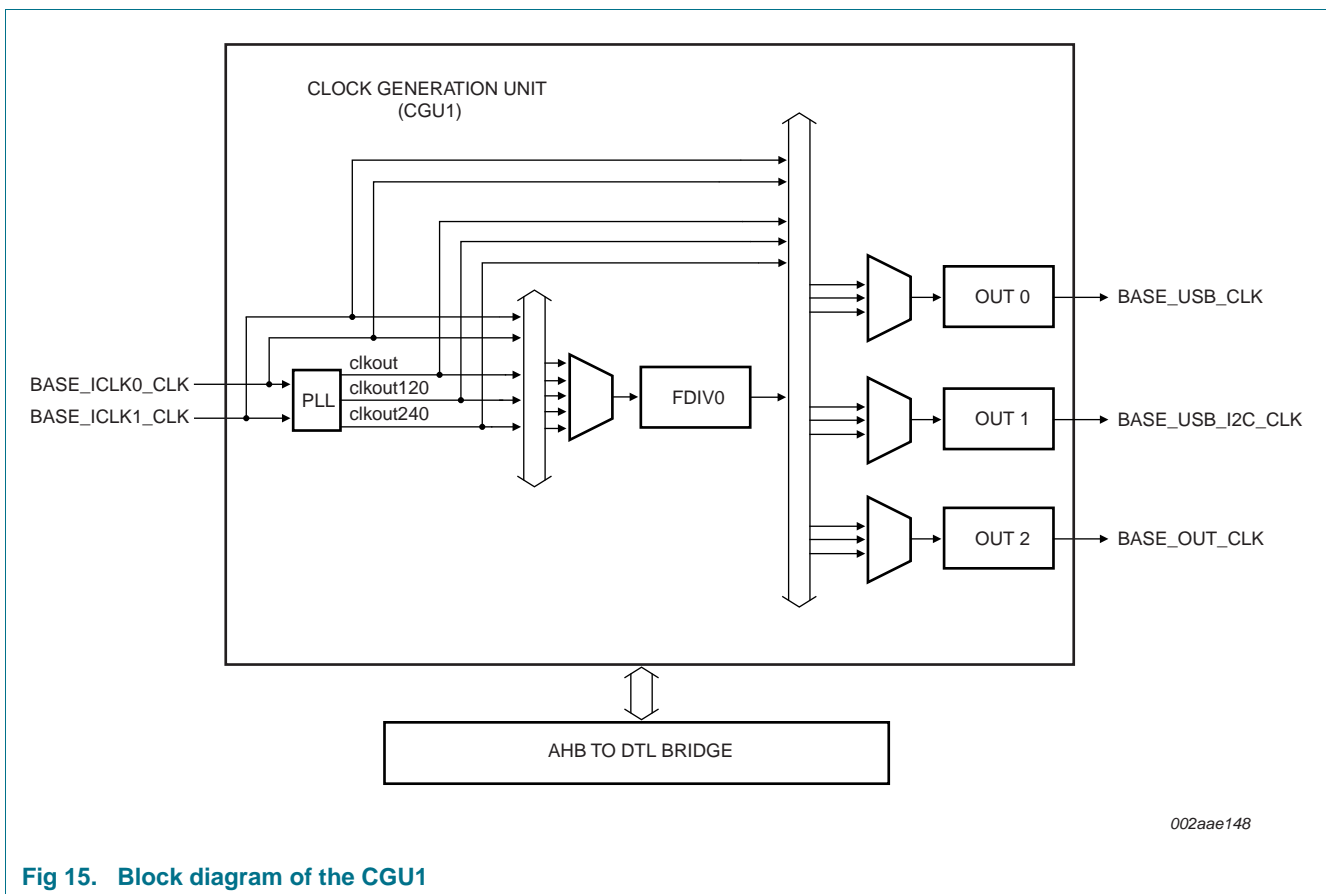 CLOCK GENERATION UNIT
(CGU1)
BASE_ICLK0_CLK
BASE_ICLK1_CLK
PLL
clkout
clkout120
clkout240
FDIV0
OUT 0
BASE_USB_CLK
OUT 1
BASE_USB_I2C_CLK
OUT 2
BASE_OUT_CLK
AHB TO DTL BRIDGE
002aae148
Fig 15. Block diagram of the CGU1